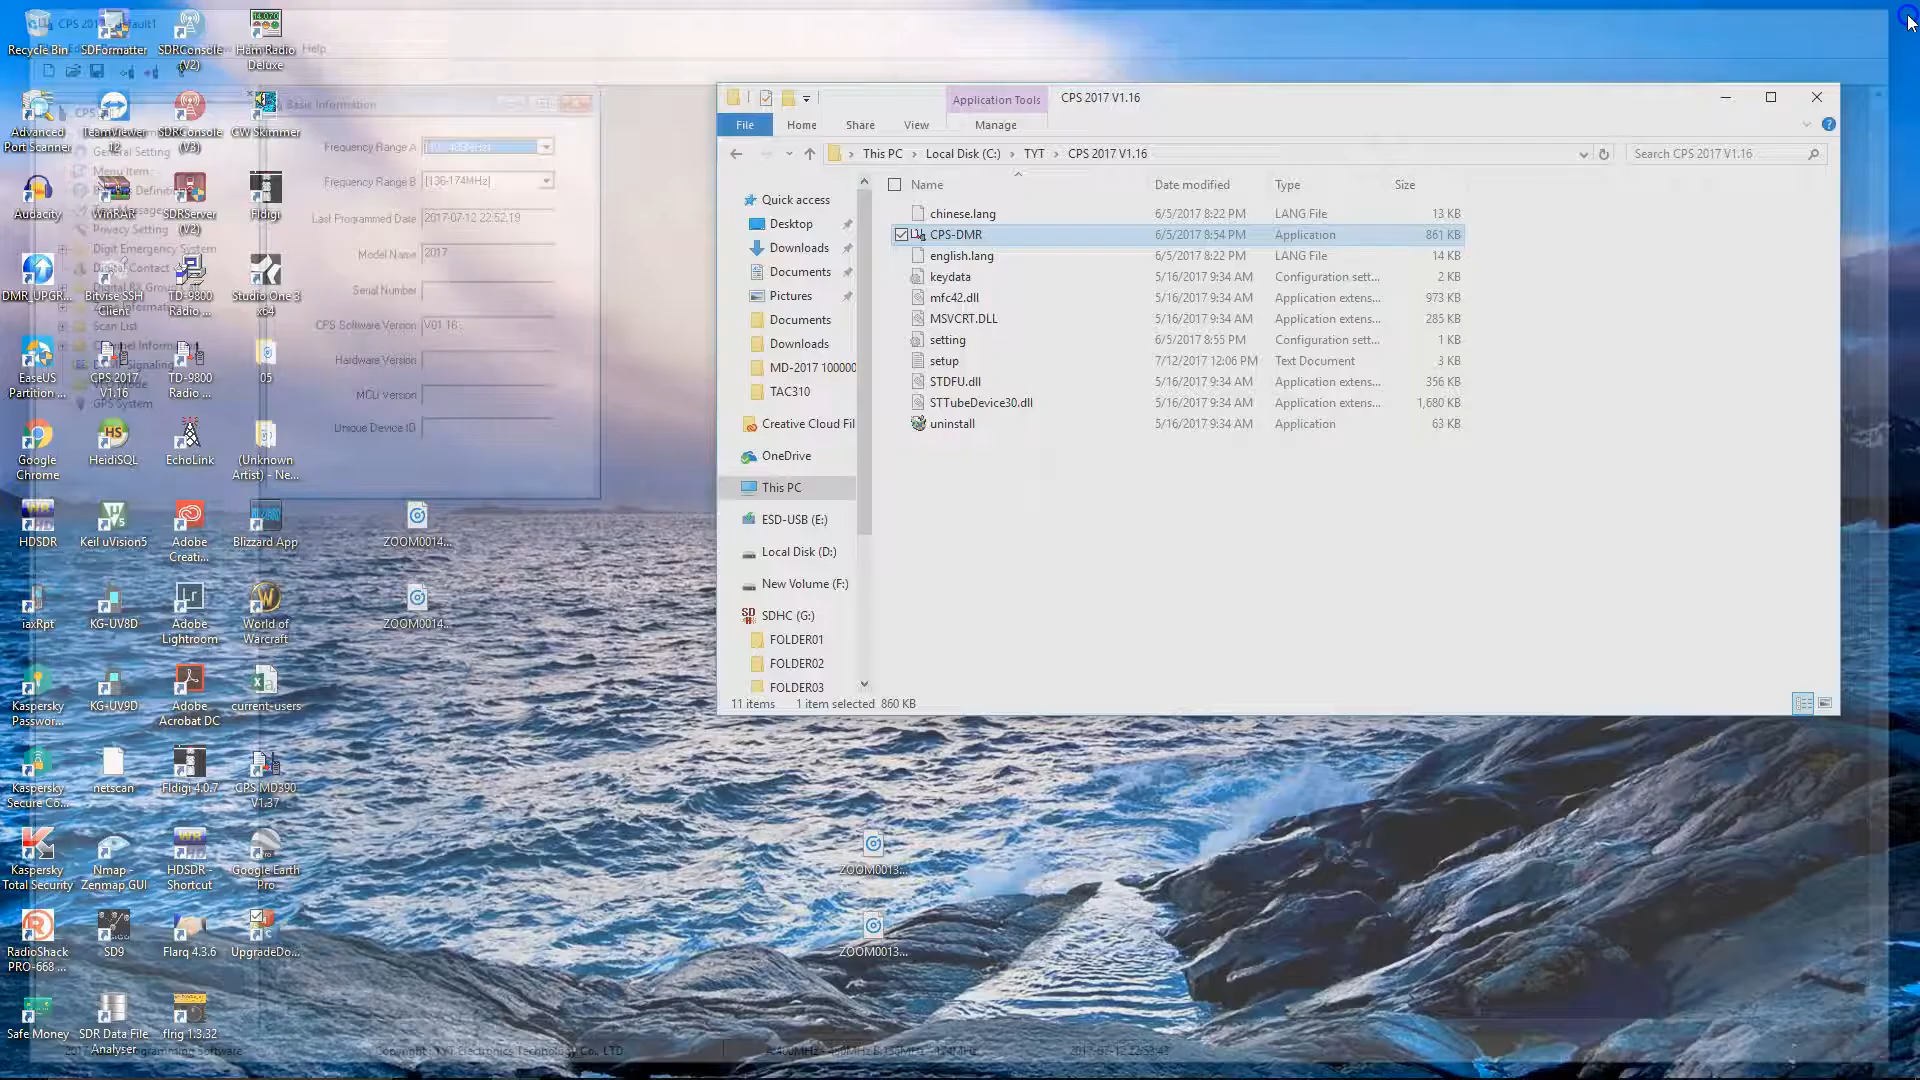 CPS 2017 V1.16
Application Tools
File
Home
Share
View
Manage
This PC
Local Disk (C:)
TYT
CPS 2017 V1.16
Search CPS 2017 V1.16
Name
Date modified
Type
Size
chinese.lang
6/5/2017 8:22 PM
LANG File
13 KB
CPS-DMR
6/5/2017 8:54 PM
Application
861 KB
english.lang
6/5/2017 8:22 PM
LANG File
14 KB
keydata
5/16/2017 9:34 AM
Configuration sett...
2 KB
mfc42.dll
5/16/2017 9:34 AM
Application extens...
973 KB
MSVCRT.DLL
5/16/2017 9:34 AM
Application extens...
285 KB
setting
6/5/2017 8:55 PM
Configuration sett...
1 KB
setup
7/12/2017 12:06 PM
Text Document
3 KB
STDFU.dll
5/16/2017 9:34 AM
Application extens...
356 KB
STTubeDevice30.dll
5/16/2017 9:34 AM
Application extens...
1,680 KB
uninstall
5/16/2017 9:34 AM
Application
63 KB
Quick access
Desktop
Downloads
Documents
Pictures
Documents
Downloads
MD-2017 100000
TAC310
Creative Cloud Fil
OneDrive
This PC
ESD-USB (E:)
Local Disk (D:)
New Volume (F:)
SDHC (G:)
FOLDER01
FOLDER02
FOLDER03
11 items
1 item selected 860 KB
Basic Information
Frequency Range A
Frequency Range B
[136-174MHz]
Last Programmed Date
2017-07-12 22:52:19
Model Name
2017
Serial Number
CPS Software Version
V01.16
Hardware Version
MCU Version
Unique Device ID
Help
General Setting
Menu Item
Privacy Setting
Digit Emergency System
Digital Contact
Scan List
GPS System
Recycle Bin
SDFormatter
SDRConsole
(V2)
Ham Radio
Deluxe
Advanced
Port Scanner
TeamViewer
12
SDRConsole
(V3)
CW Skimmer
Audacity
WinRAR
SDRServer
(V2)
Fldigi
DMR_UPGR...
Bitvise SSH
Client
TD-9800
Radio ...
Studio One 3
x64
EaseUS
Partition ...
CPS 2017
V1.16
TD-9800
Radio ...
05
Google
Chrome
HeidiSQL
EchoLink
(Unknown
Artist) - Ne...
HDSDR
Keil uVision5
Adobe
Creati...
Blizzard App
ZOOM0014...
iaxRpt
KG-UV8D
Adobe
Lightroom
World of
Warcraft
ZOOM0014...
Kaspersky
Passwor...
KG-UV9D
Adobe
Acrobat DC
current-users
Kaspersky
Secure Co...
netscan
Fldigi 4.0.7
CPS MD390
V1.37
Kaspersky
Total Security
Nmap -
Zenmap GUI
HDSDR -
Shortcut
Google Earth
Pro
ZOOM0013...
RadioShack
PRO-668 ...
SD9
Flarq 4.3.6
UpgradeDo...
ZOOM0013...
Safe Money
SDR Data File
Analyser
flrig 1.3.32